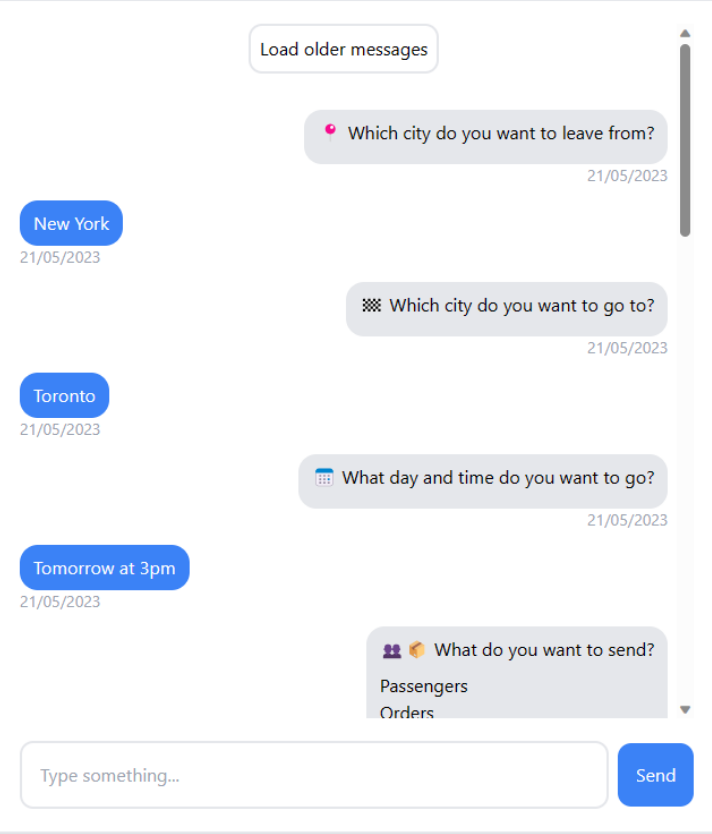 Load older messages
📍 Which city do you want to leave from?
21/05/2023
New York
21/05/2023
🏁 Which city do you want to go to?
21/05/2023
Toronto
21/05/2023
🗓 What day and time do you want to go?
21/05/2023
Tomorrow at 3pm
21/05/2023
👥 📦 What do you want to send?
Passengers
Orders
Type something...
Send